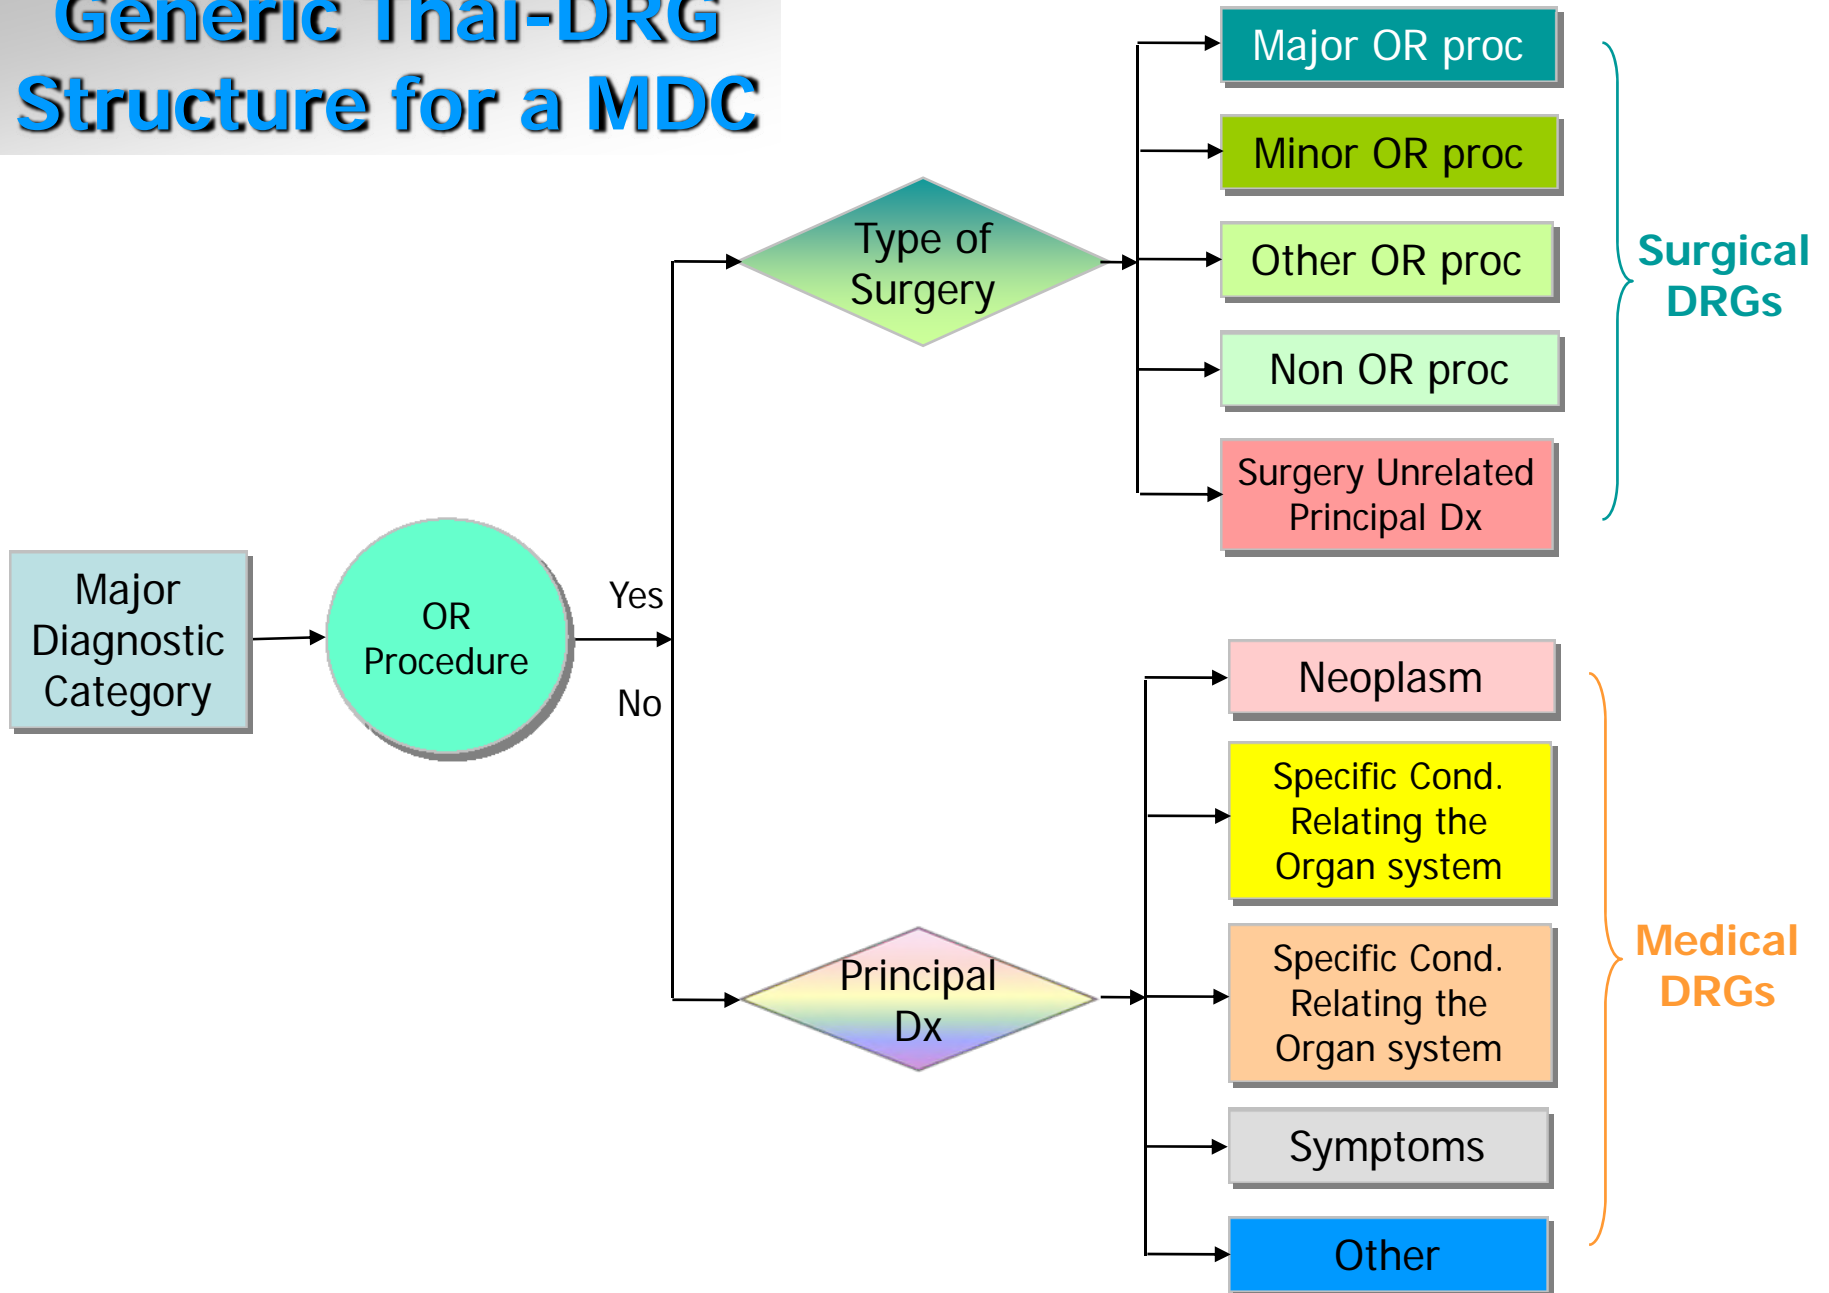 Generic Thai-DRG
Structure for a MDC
Major
Diagnostic
Category
OR
Procedure
Yes
No
Type of
Surgery
Major OR proc
Minor OR proc
Other OR proc
Non OR proc
Surgery Unrelated
Principal Dx
Surgical
DRGs
Principal
Dx
Neoplasm
Specific Cond.
Relating the
Organ system
Specific Cond.
Relating the
Organ system
Symptoms
Other
Medical
DRGs